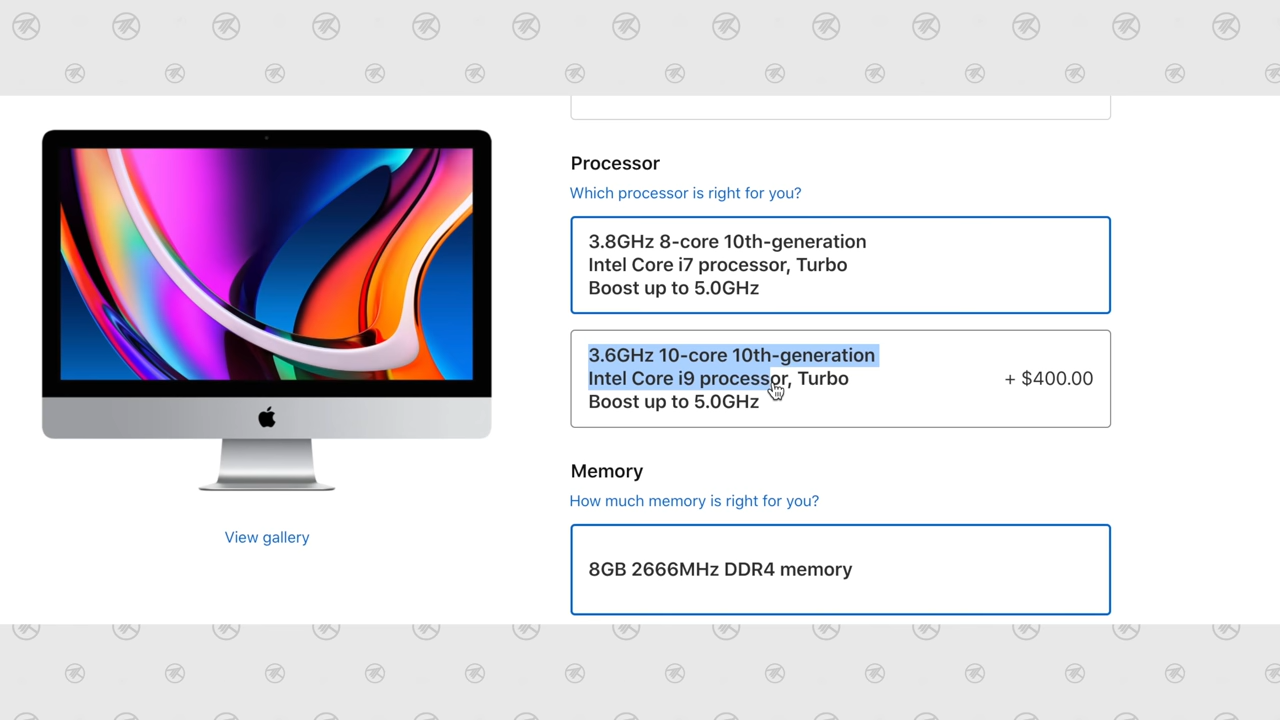 Processor
Which processor is right for you?
3.8GHz 8-core 10th-generation
Intel Core i7 processor, Turbo
Boost up to 5.0GHz
3.6GHz 10-core 10th-generation
Intel Core i9 processor, Turbo
Boost up to 5.0GHz
+ $400.00
Memory
How much memory is right for you?
8GB 2666MHz DDR4 memory
View gallery